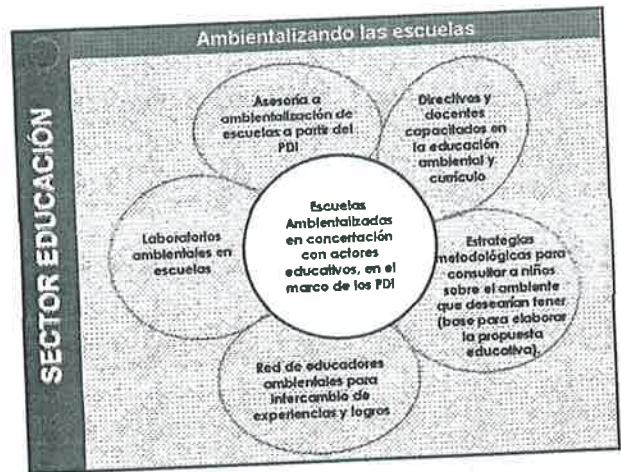 Ambientalizando las escuelas
SECTOR EDUCACIÓN
Asesoría a
ambientalización de
escuelas a partir del
PDI
Directivos y
docentes
capacitados en
la educación
ambiental y
currículo
Laboratorios
ambientales en
escuelas
Escuelas
Ambientalizadas
en concertación
con actores
educativos, en el
marco de los PDI
Estrategias
metodológicas para
consultar a niños
sobre el ambiente
que desearían tener
(base para elaborar
la propuesta
educativa).
Red de educadores
ambientales para
intercambio de
experiencias y logros